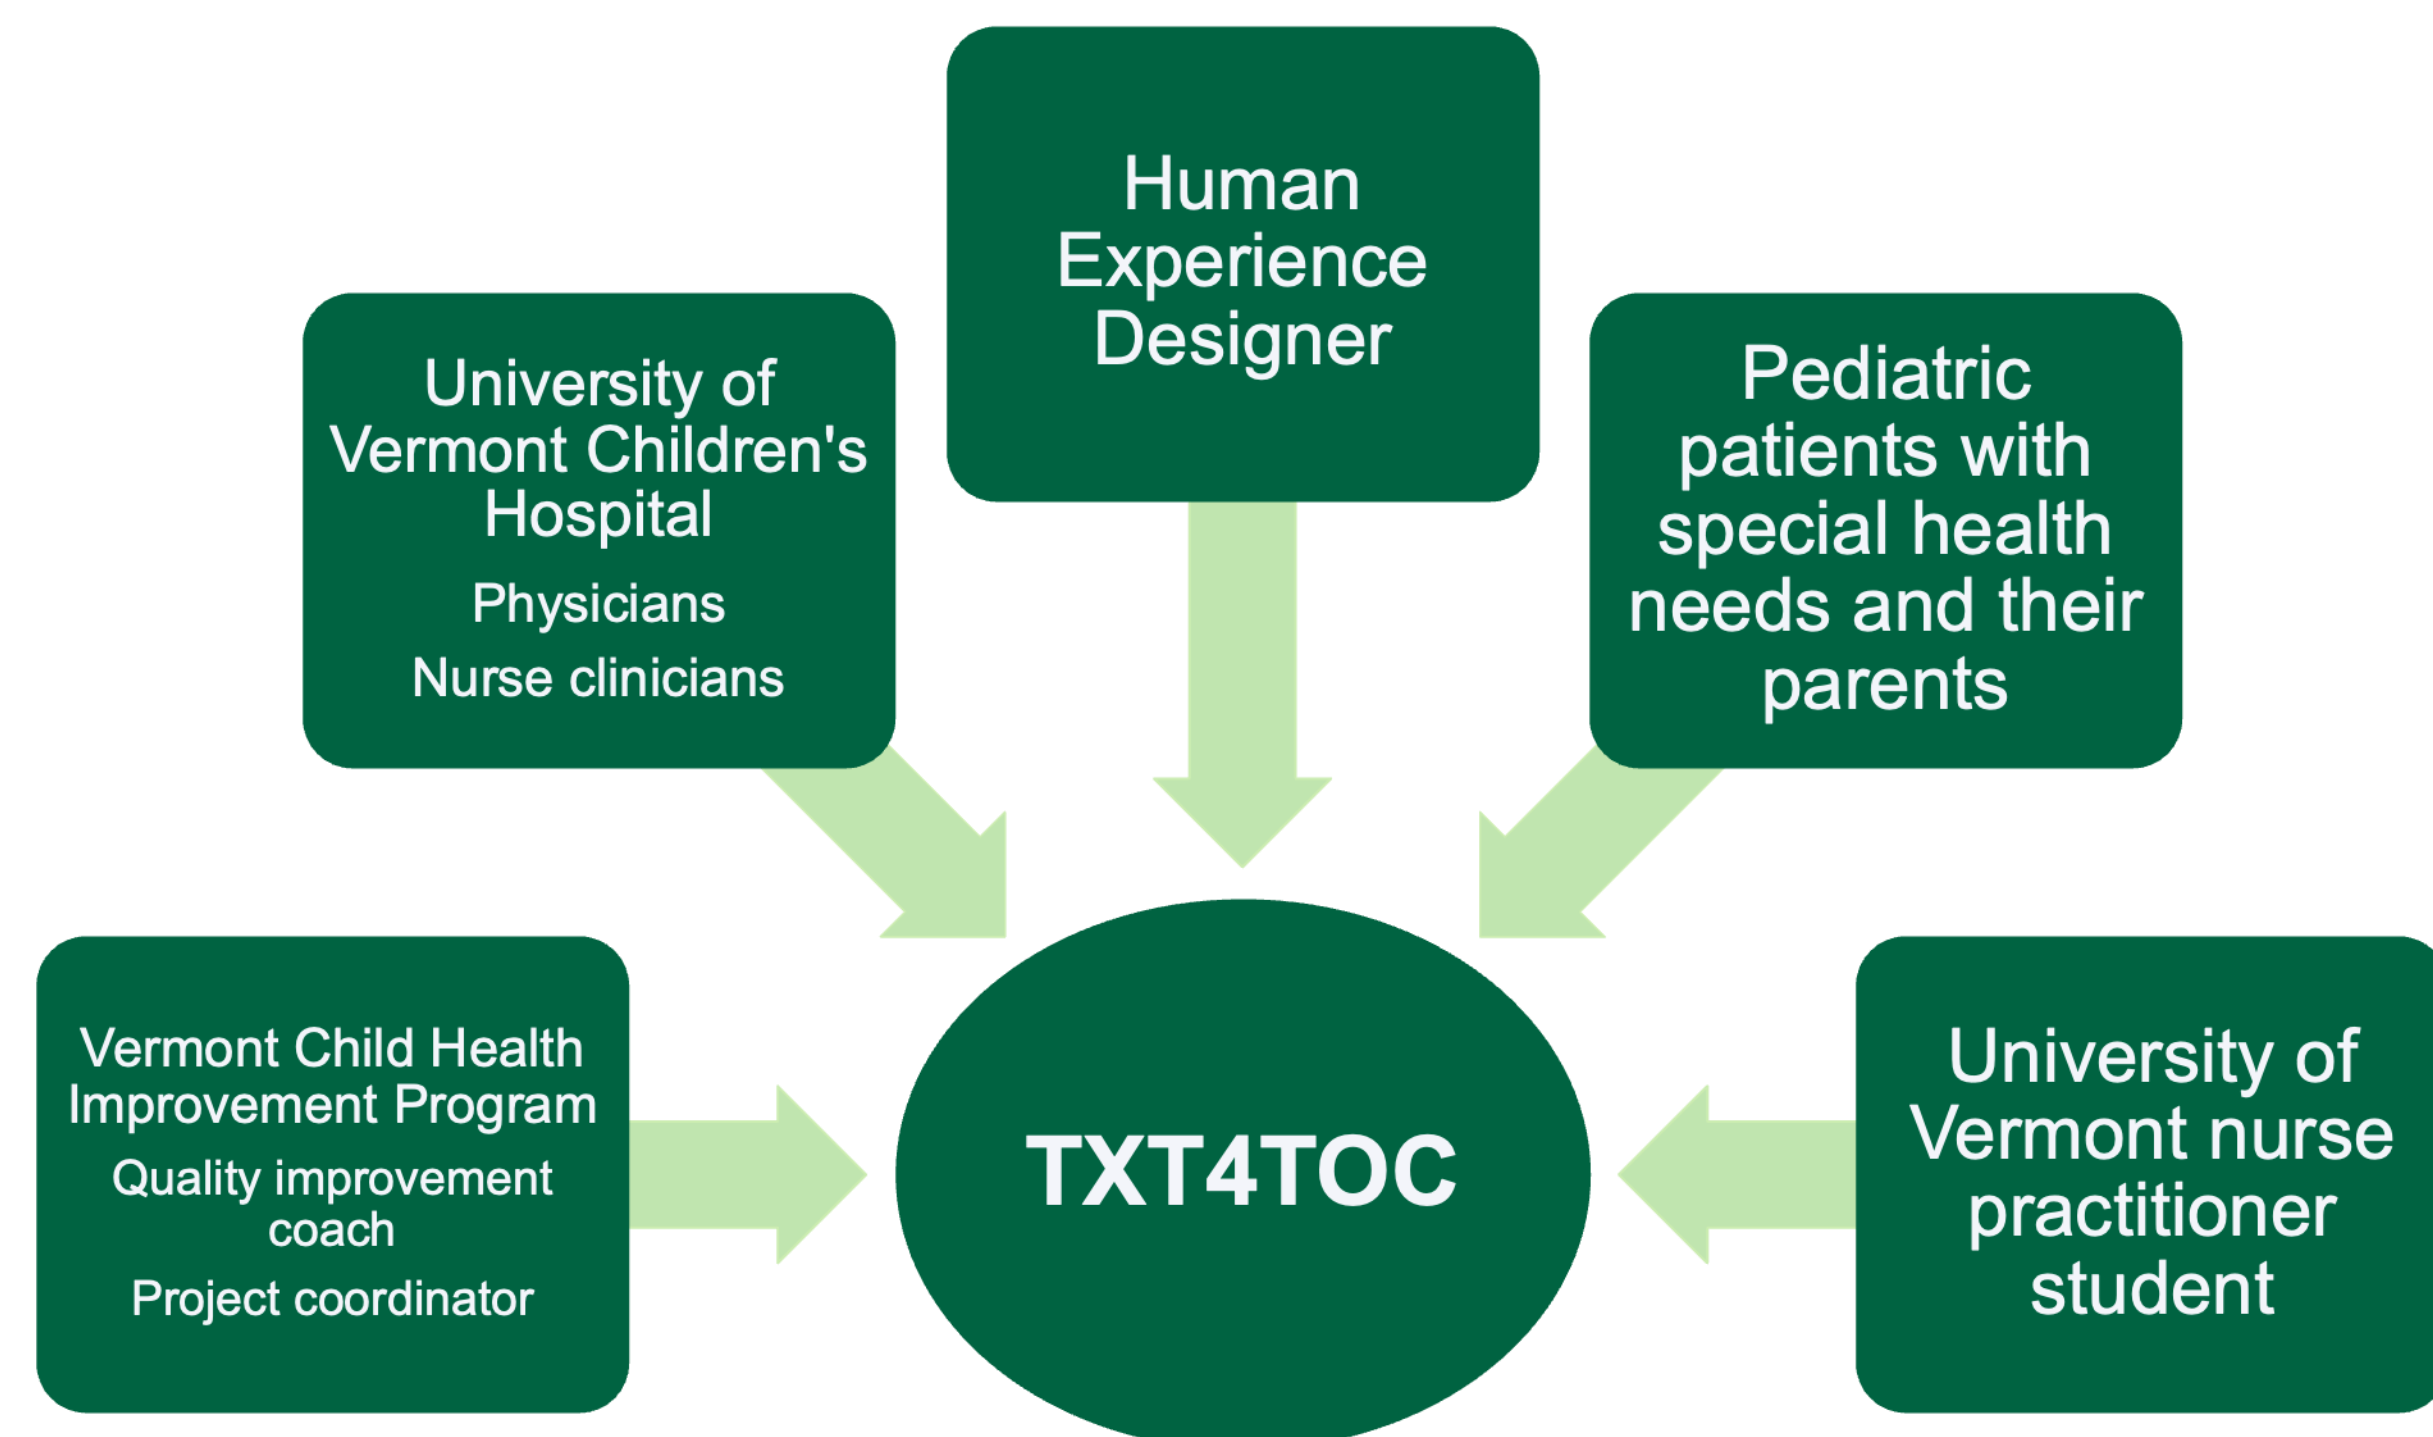 Human
Experience
Designer
University of
Vermont Children's
Hospital
Physicians
Nurse clinicians
Pediatric
patients with
special health
needs and their
parents
Vermont Child Health
Improvement Program
Quality improvement
coach
Project coordinator
TXT4TOC
University of
Vermont nurse
practitioner
student